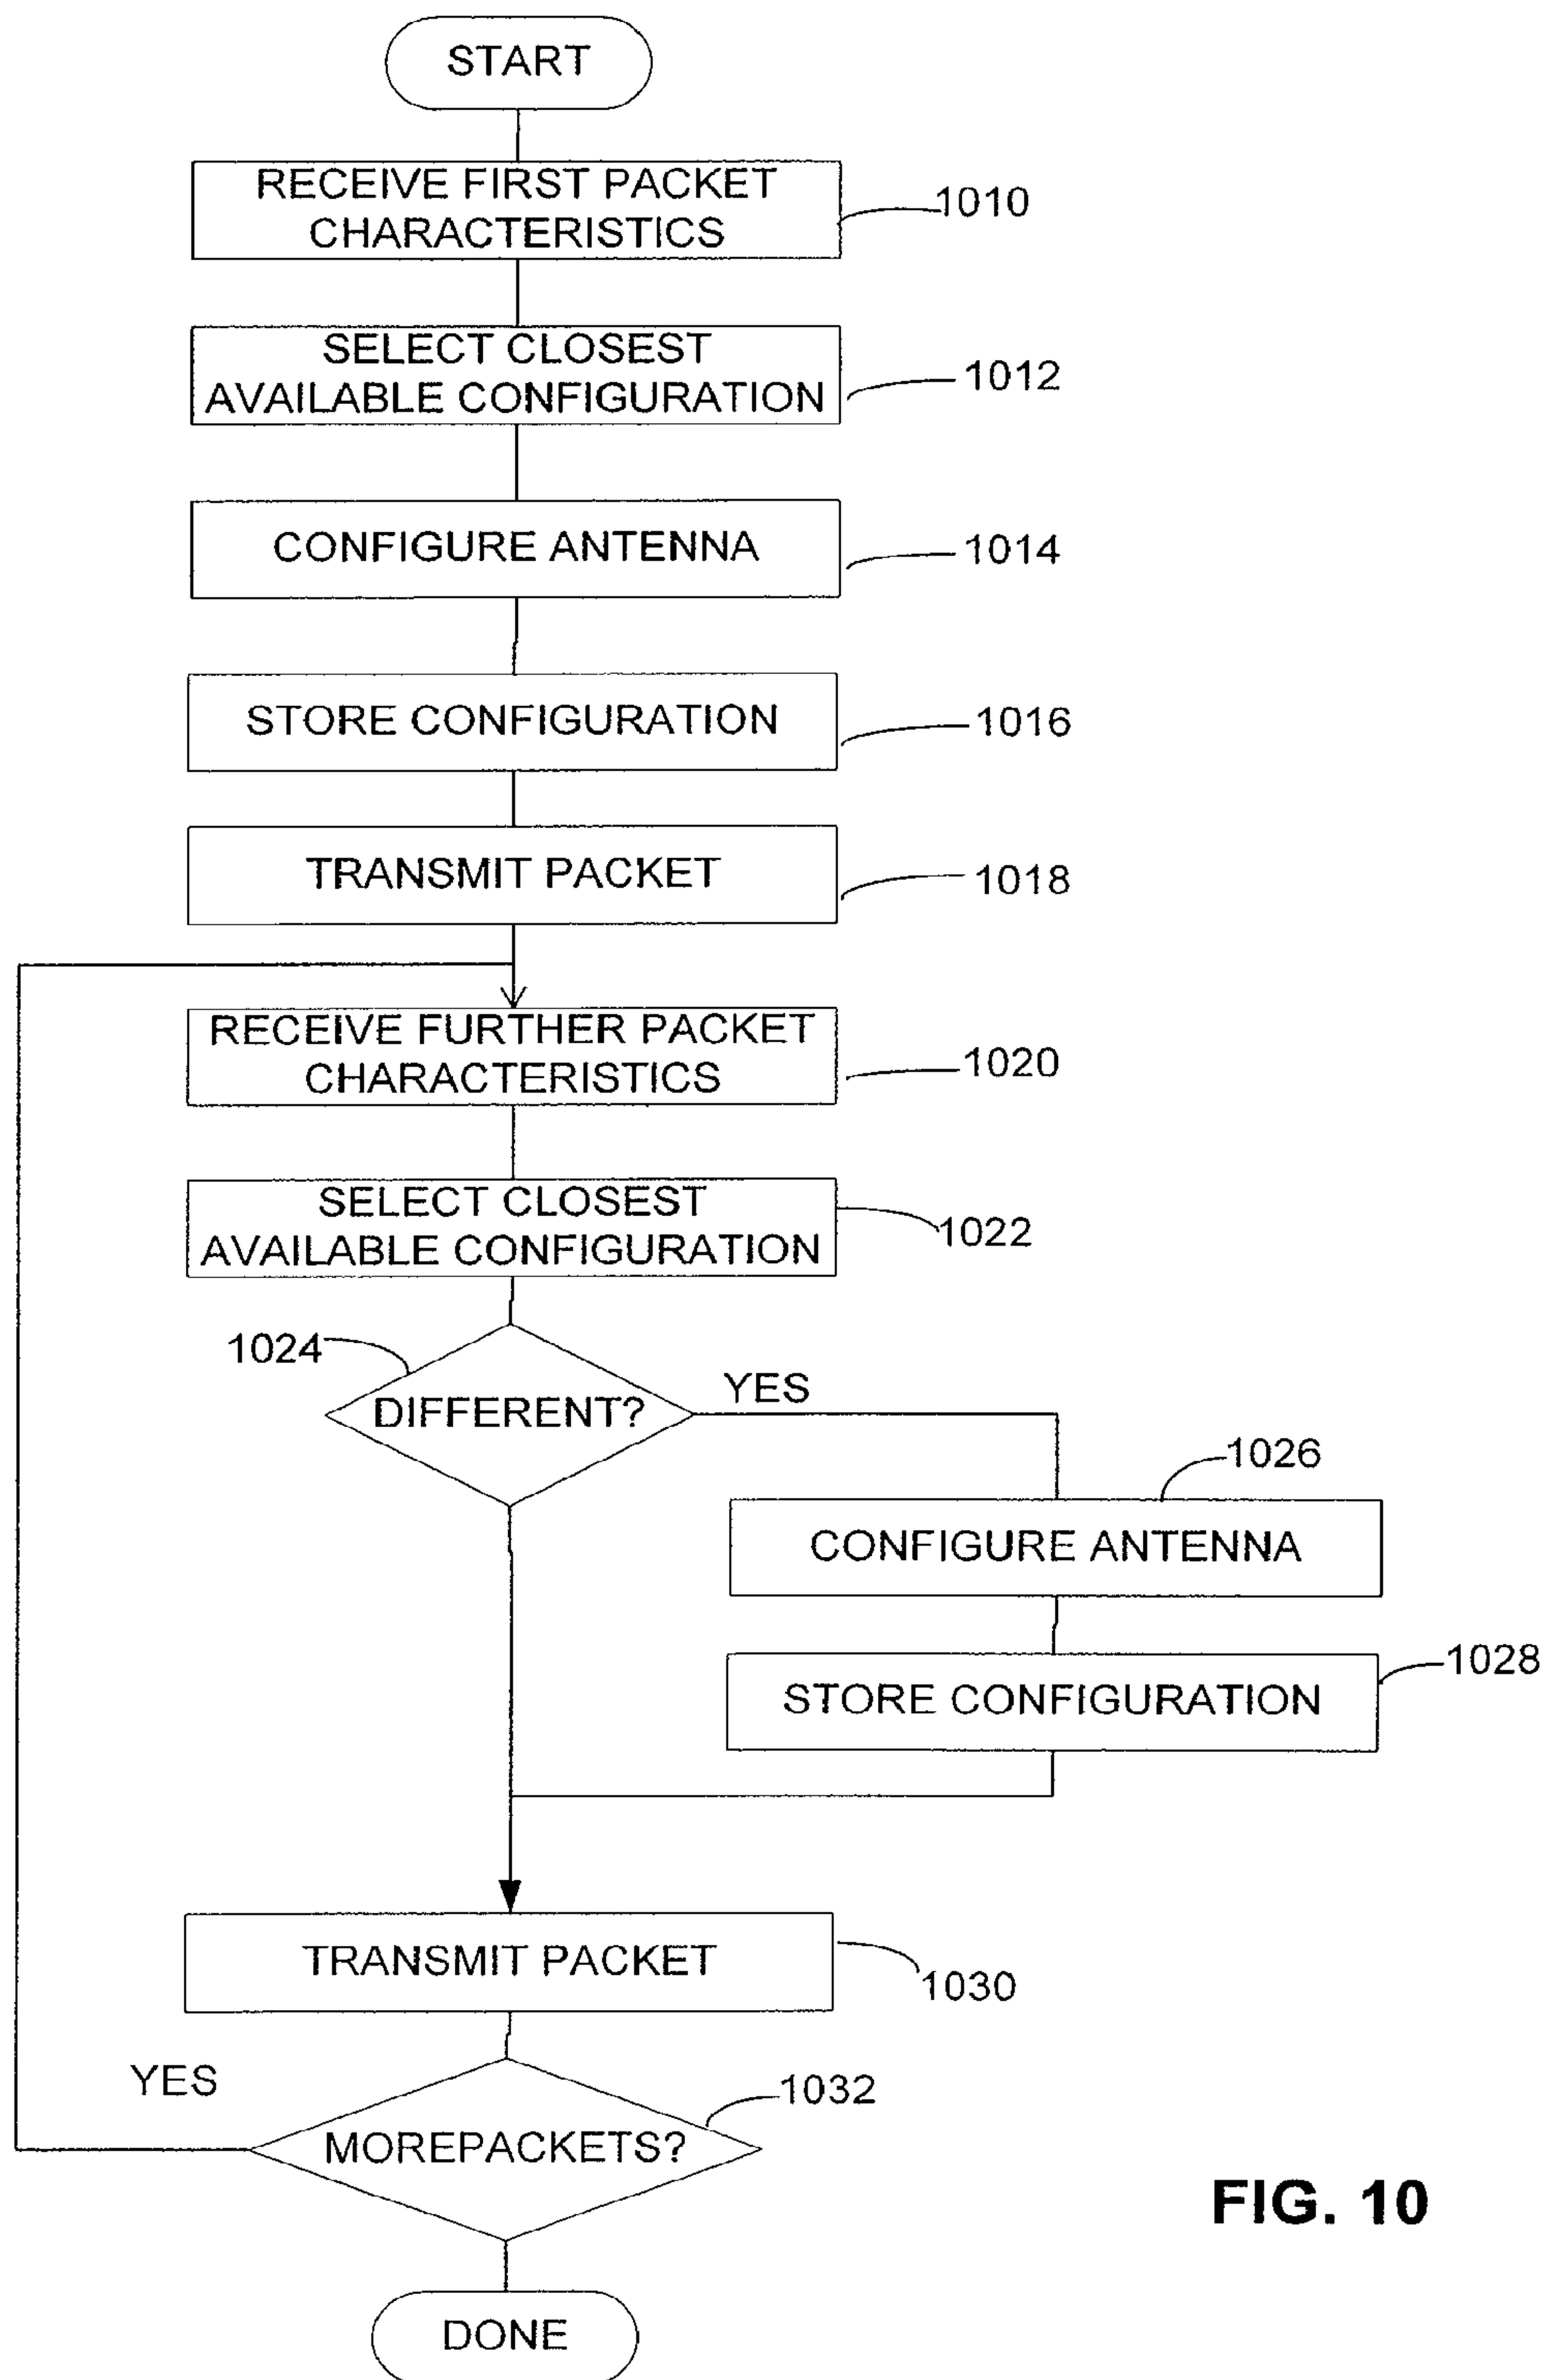 START
RECEIVE FIRST PACKET
CHARACTERISTICS
1010
SELECT CLOSEST
AVAILABLE CONFIGURATION
1012
CONFIGURE ANTENNA
1014
STORE CONFIGURATION
1016
TRANSMIT PACKET
1018
RECEIVE FURTHER PACKET
CHARACTERISTICS
1020
SELECT CLOSEST
AVAILABLE CONFIGURATION
1022
1024
DIFFERENT?
YES
1026
CONFIGURE ANTENNA
1028
STORE CONFIGURATION
TRANSMIT PACKET
1030
YES
1032
MOREPACKETS?
DONE
FIG. 10